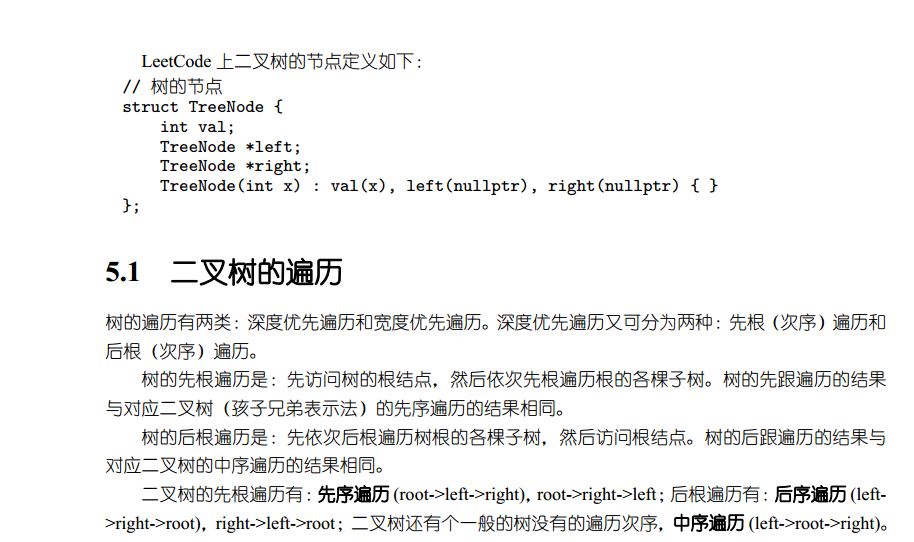 LeetCode 上二叉树的节点定义如下：
// 树的节点
struct TreeNode {
    int val;
    TreeNode *left;
    TreeNode *right;
    TreeNode(int x) : val(x), left(nullptr), right(nullptr) { }
};
5.1 二叉树的遍历
树的遍历有两类：深度优先遍历和宽度优先遍历。深度优先遍历又可分为两种：先根（次序）遍历和
后根（次序）遍历。
树的先根遍历是：先访问树的根结点，然后依次先根遍历根的各棵子树。树的先跟遍历的结果
与对应二叉树（孩子兄弟表示法）的先序遍历的结果相同。
树的后根遍历是：先依次后根遍历树根的各棵子树，然后访问根结点。树的后跟遍历的结果与
对应二叉树的中序遍历的结果相同。
二叉树的先根遍历有：先序遍历 (root->left->right)，root->right->left；后根遍历有：后序遍历 (left-
>right->root)，right->left->root；二叉树还有个一般的树没有的遍历次序，中序遍历 (left->root->right)。